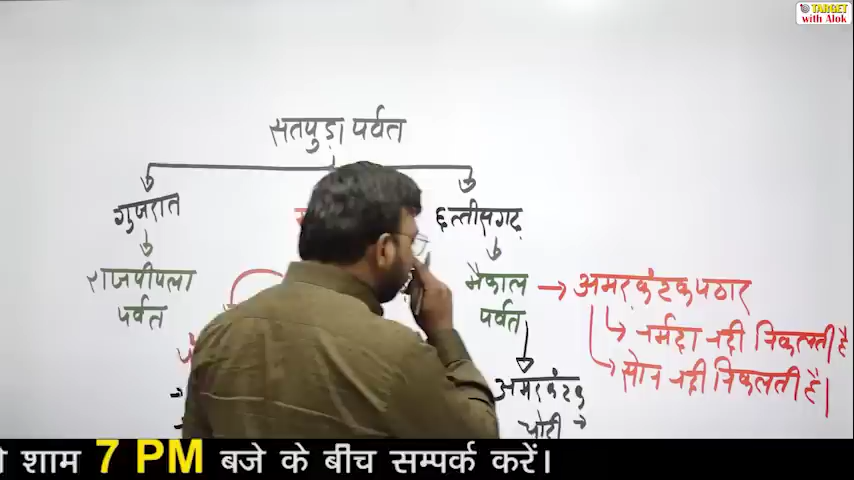 TARGET
with Alok
सतपुड़ा पर्वत
गुजरात
छत्तीसगढ़
राजपीपला
पर्वत
मैकाल
पर्वत
अमरकंटक पठार
नर्मदा नदी निकलती है
सोन नदी निकलती है।
अमरकंटक
चोटी
शाम 7 PM बजे के बीच सम्पर्क करें।